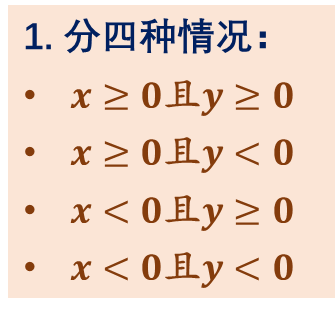 1. 分四种情况：
• x ≥ 0且y ≥ 0
• x ≥ 0且y < 0
• x < 0且y ≥ 0
• x < 0且y < 0